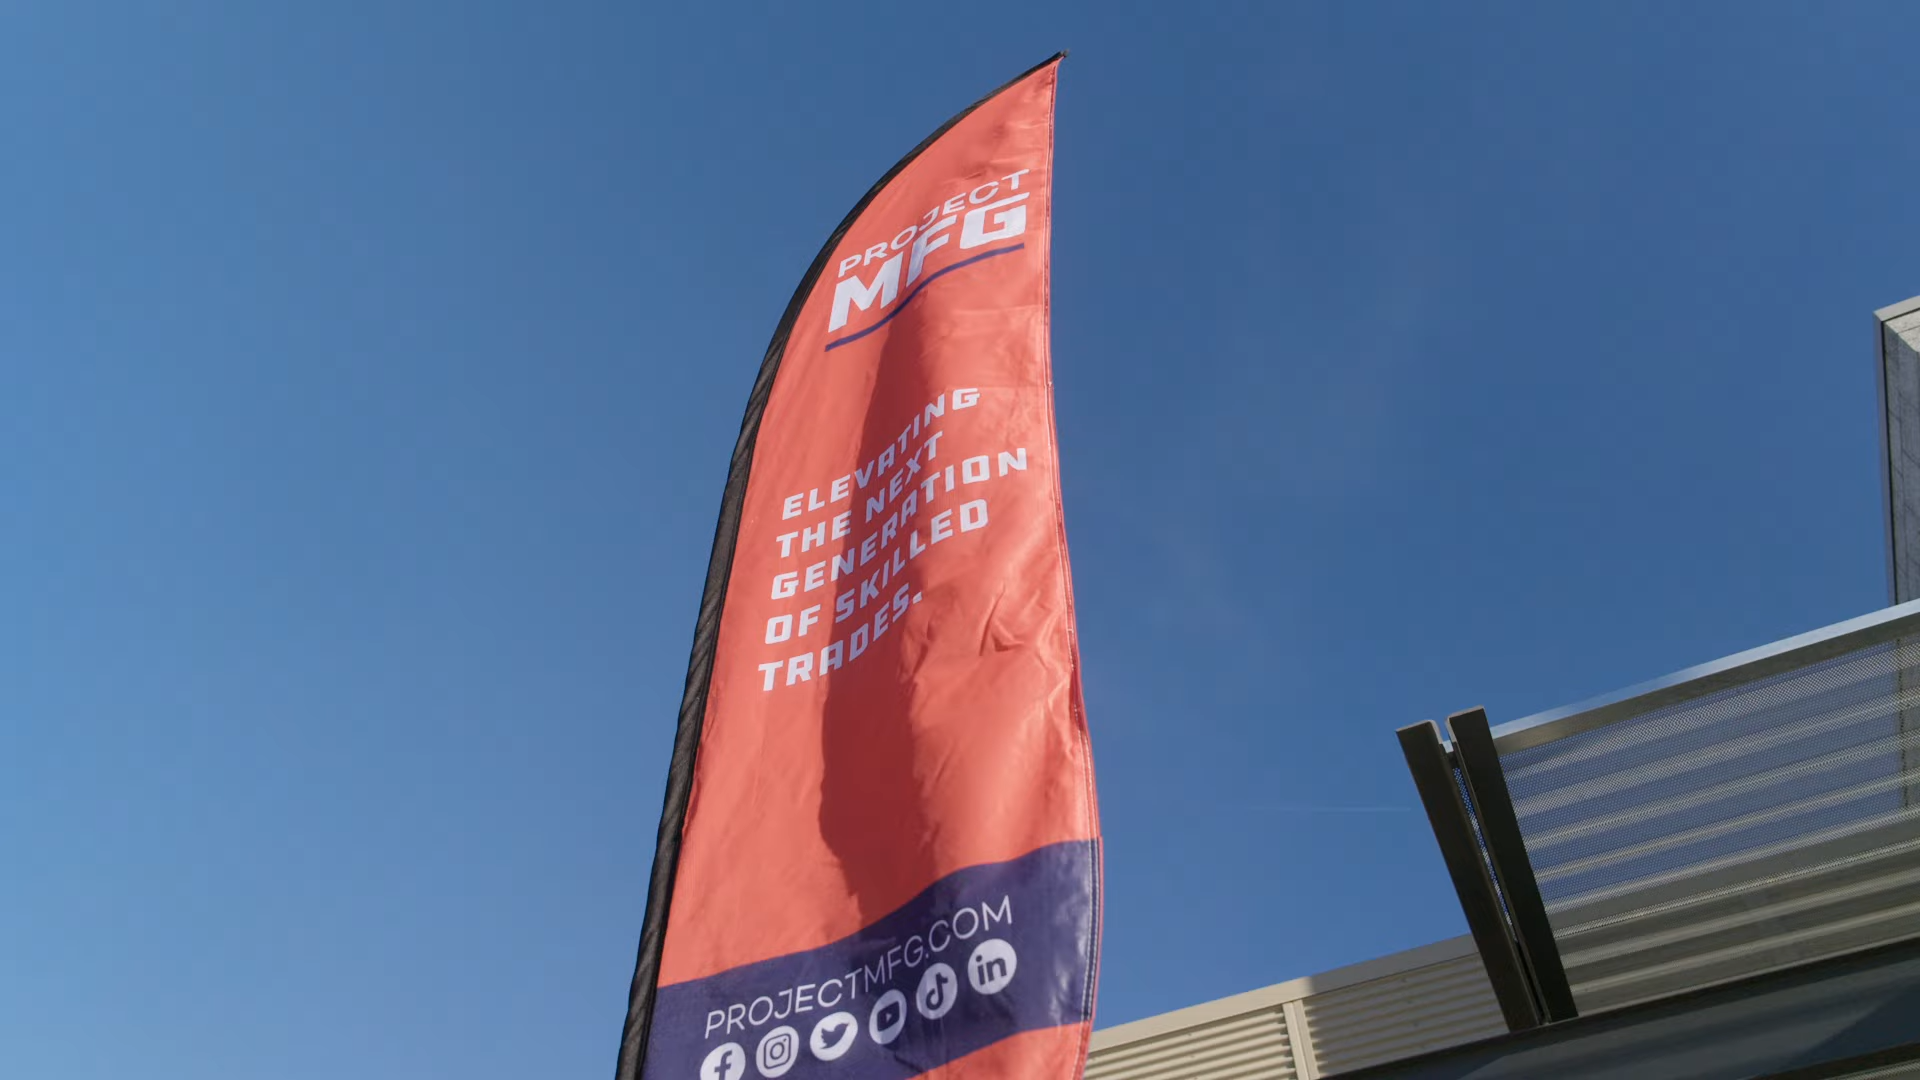 PROJECT
MFG
ELEVATING
THE NEXT
GENERATION
OF SKILLED
TRADES.
PROJECTMFG.COM